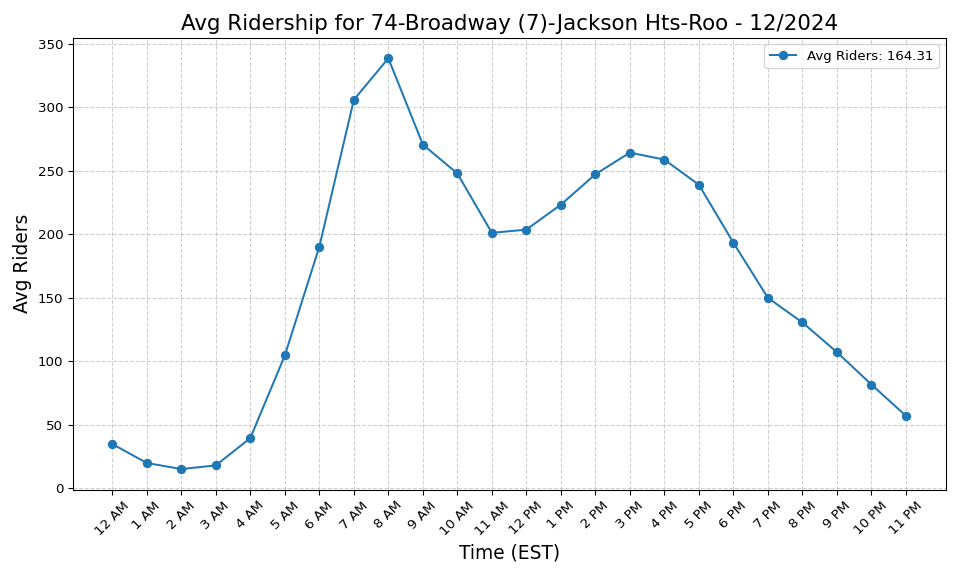 Avg Ridership for 74-Broadway (7)-Jackson Hts-Roo - 12/2024
Avg Riders: 164.31
Avg Riders
350
300
250
200
150
100
50
0
12 AM
1 AM
2 AM
3 AM
4 AM
5 AM
6 AM
7 AM
8 AM
9 AM
10 AM
11 AM
12 PM
1 PM
2 PM
3 PM
4 PM
5 PM
6 PM
7 PM
8 PM
9 PM
10 PM
11 PM
Time (EST)